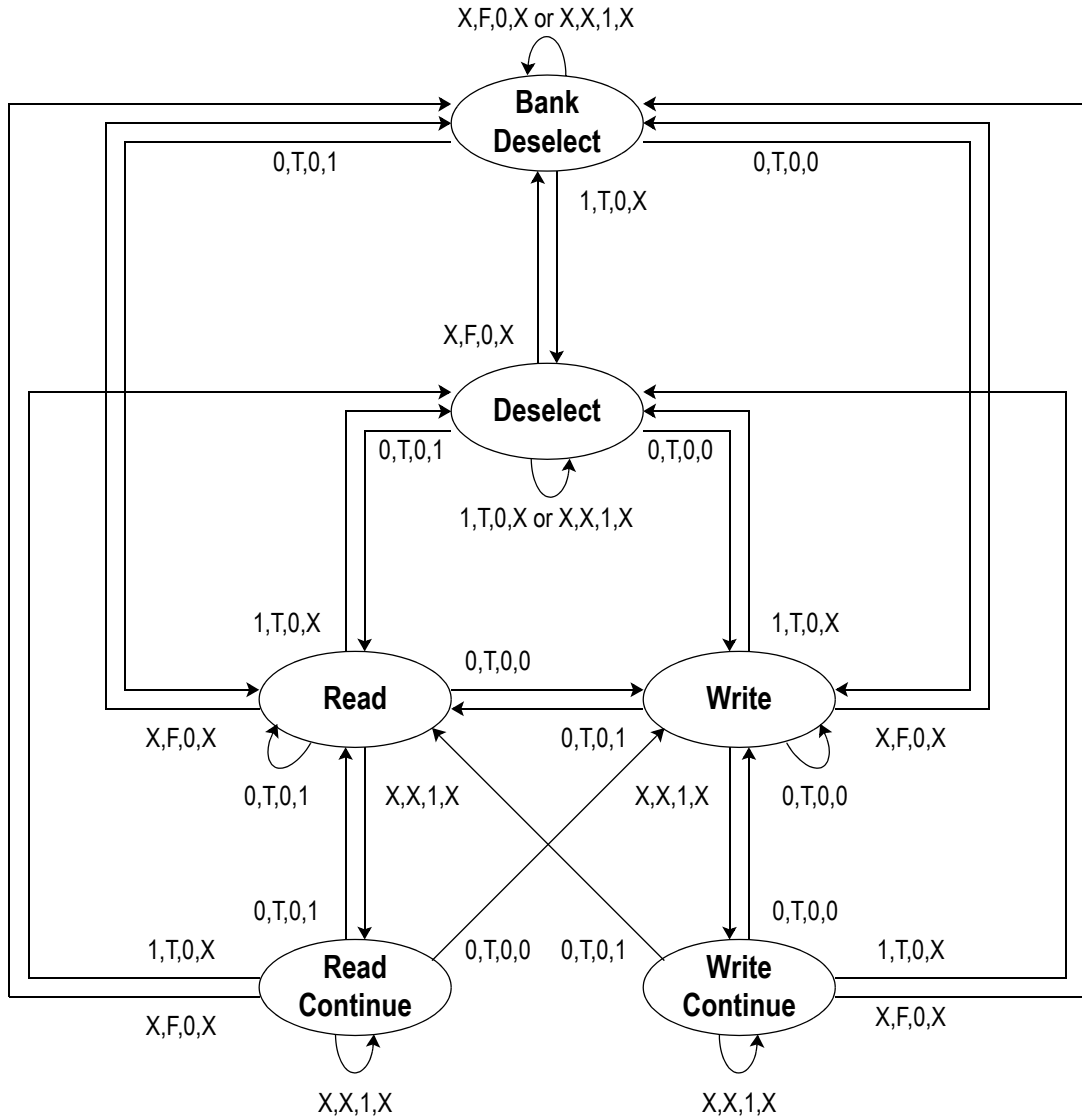 X,F,0,X or X,X,1,X
Bank
Deselect
0,T,0,1
0,T,0,0
1,T,0,X
X,F,0,X
Deselect
0,T,0,1
0,T,0,0
1,T,0,X or X,X,1,X
1,T,0,X
1,T,0,X
0,T,0,0
Read
Write
X,F,0,X
0,T,0,1
X,F,0,X
0,T,0,1
X,X,1,X
X,X,1,X
0,T,0,0
0,T,0,1
0,T,0,0
1,T,0,X
0,T,0,0
0,T,0,1
1,T,0,X
Read
Continue
Write
Continue
X,F,0,X
X,F,0,X
X,X,1,X
X,X,1,X